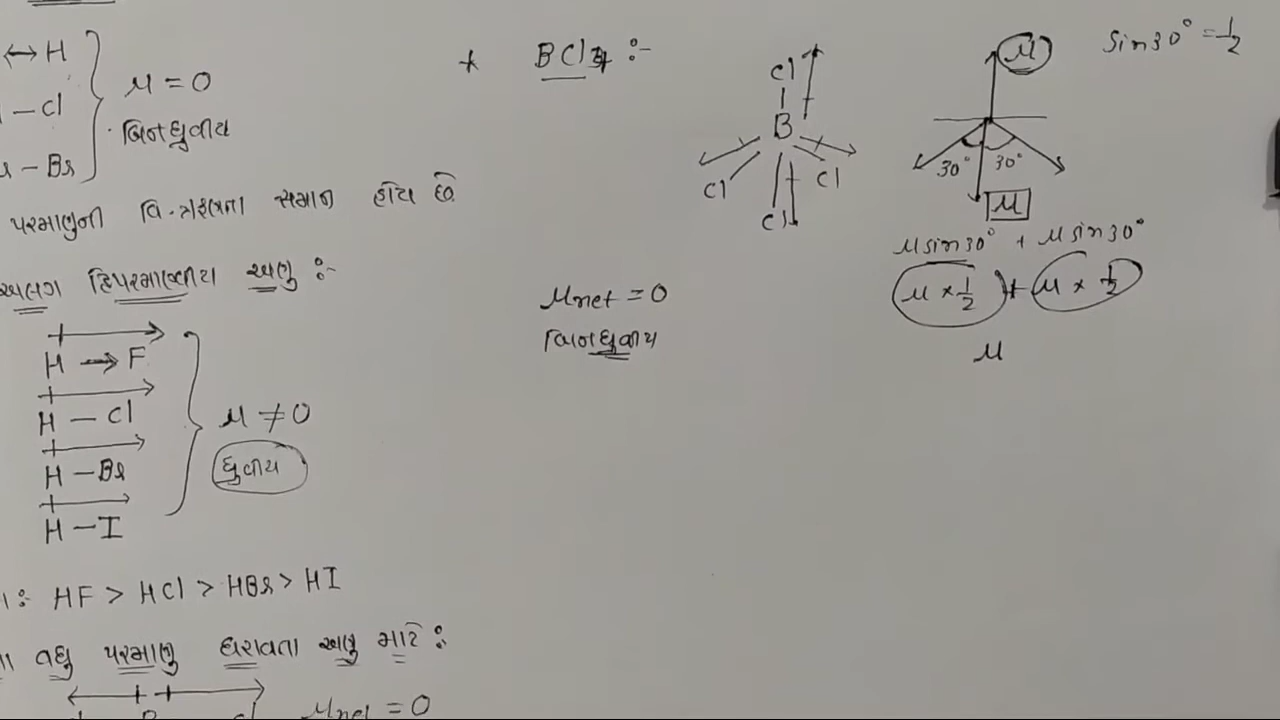 ↔ H
– Cl
– Br
μ = 0
બિનધ્રુવીય
પરમાણુની વિ.ઋણતા સમાન હોય છે
અલગ દ્વિપરમાણ્વીય અણુ :-
H → F
H – Cl
H – Br
H – I
μ ≠ 0
ધ્રુવીય
: HF > HCl > HBr > HI
વધુ પરમાણુ ધરાવતા અણુ માટે :
μnet = 0
* BCl :-
Cl
B
Cl
Cl
Cl
μnet = 0
બિનધ્રુવીય
sin30° = 1/2
μ
30° 30°
μ
μsin30° + μsin30°
(μ × 1/2) + (μ × 1/2)
μ